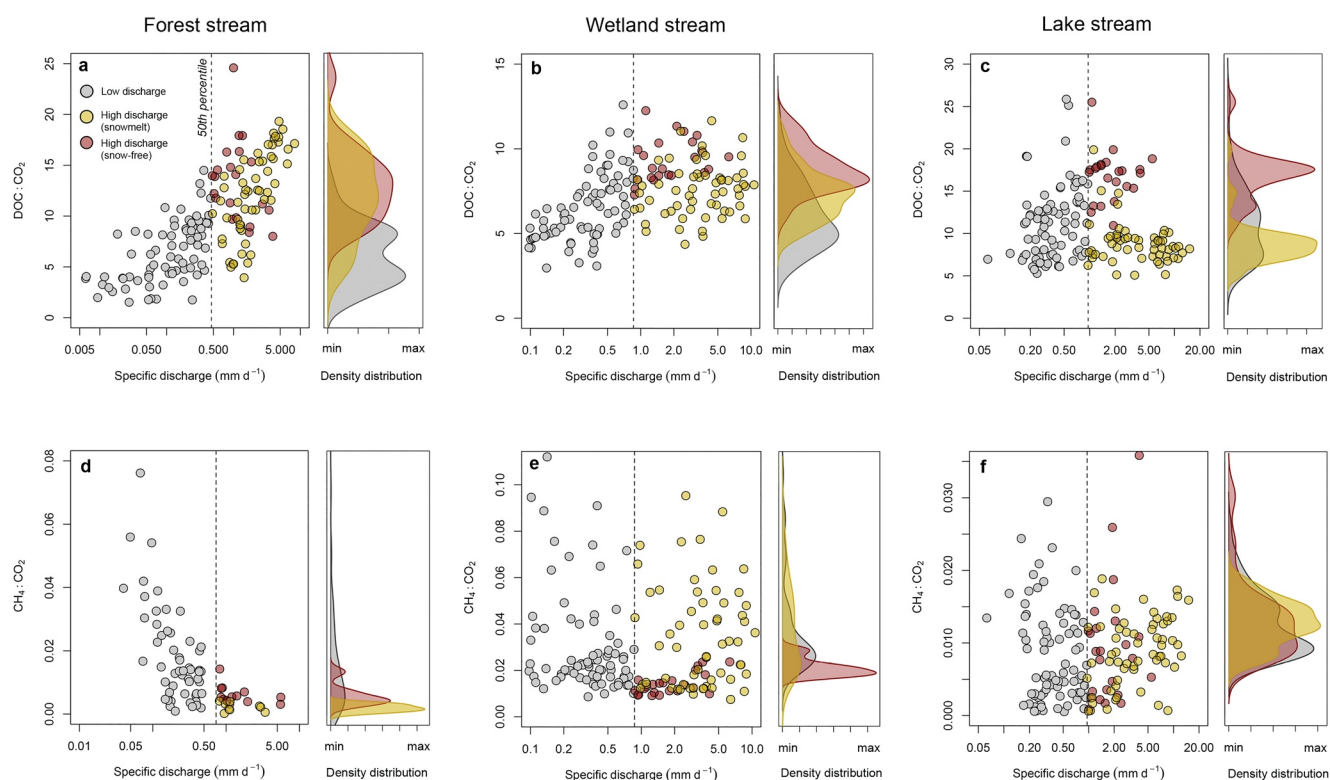 Forest stream
Wetland stream
Lake stream
a
50th percentile
Low discharge
High discharge
(snowmelt)
High discharge
(snow-free)
DOC : CO2
25
20
15
10
5
0
0.005
0.050
0.500
5.000
Specific discharge (mm d⁻¹)
min
max
Density distribution
b
DOC : CO2
15
10
5
0
0.1
0.2
0.5
1.0
2.0
5.0
10.0
Specific discharge (mm d⁻¹)
min
max
Density distribution
c
DOC : CO2
30
25
20
15
10
5
0
0.05
0.20
0.50
2.00
5.00
20.00
Specific discharge (mm d⁻¹)
min
max
Density distribution
d
CH4 : CO2
0.08
0.06
0.04
0.02
0.00
0.01
0.05
0.50
5.00
Specific discharge (mm d⁻¹)
min
max
Density distribution
e
CH4 : CO2
0.10
0.08
0.06
0.04
0.02
0.00
0.1
0.2
0.5
1.0
2.0
5.0
10.0
Specific discharge (mm d⁻¹)
min
max
Density distribution
f
CH4 : CO2
0.030
0.020
0.010
0.000
0.05
0.20
0.50
2.00
5.00
20.00
Specific discharge (mm d⁻¹)
min
max
Density distribution